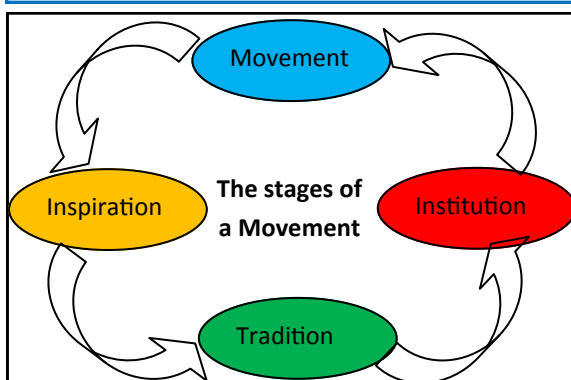 Movement
Inspiration
The stages of
a Movement
Institution
Tradition